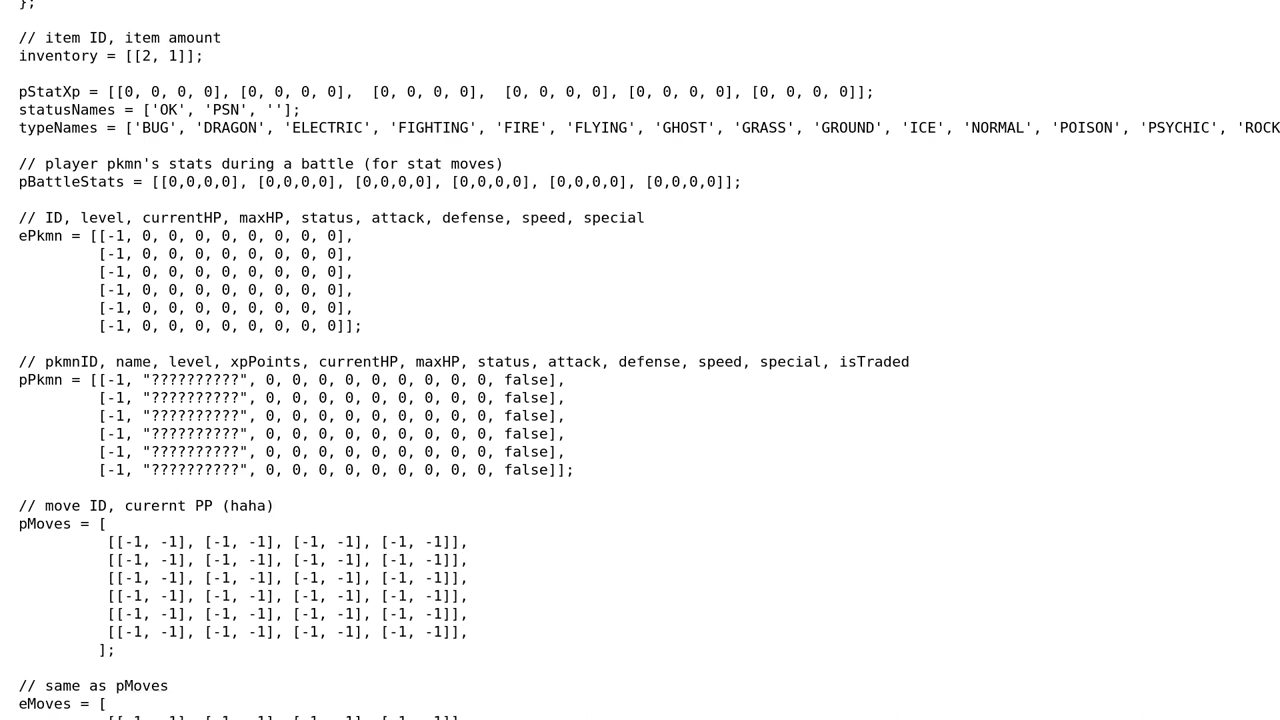 };
// item ID, item amount
inventory = [[2, 1]];
pStatXp = [[0, 0, 0, 0], [0, 0, 0, 0],  [0, 0, 0, 0],  [0, 0, 0, 0], [0, 0, 0, 0], [0, 0, 0, 0]];
statusNames = ['OK', 'PSN', ''];
typeNames = ['BUG', 'DRAGON', 'ELECTRIC', 'FIGHTING', 'FIRE', 'FLYING', 'GHOST', 'GRASS', 'GROUND', 'ICE', 'NORMAL', 'POISON', 'PSYCHIC', 'ROCK
// player pkmn's stats during a battle (for stat moves)
pBattleStats = [[0,0,0,0], [0,0,0,0], [0,0,0,0], [0,0,0,0], [0,0,0,0], [0,0,0,0]];
// ID, level, currentHP, maxHP, status, attack, defense, speed, special
ePkmn = [[-1, 0, 0, 0, 0, 0, 0, 0, 0],
[-1, 0, 0, 0, 0, 0, 0, 0, 0],
[-1, 0, 0, 0, 0, 0, 0, 0, 0],
[-1, 0, 0, 0, 0, 0, 0, 0, 0],
[-1, 0, 0, 0, 0, 0, 0, 0, 0],
[-1, 0, 0, 0, 0, 0, 0, 0, 0]];
// pkmnID, name, level, xpPoints, currentHP, maxHP, status, attack, defense, speed, special, isTraded
pPkmn = [[-1, "??????????", 0, 0, 0, 0, 0, 0, 0, 0, 0, false],
[-1, "??????????", 0, 0, 0, 0, 0, 0, 0, 0, 0, false],
[-1, "??????????", 0, 0, 0, 0, 0, 0, 0, 0, 0, false],
[-1, "??????????", 0, 0, 0, 0, 0, 0, 0, 0, 0, false],
[-1, "??????????", 0, 0, 0, 0, 0, 0, 0, 0, 0, false],
[-1, "??????????", 0, 0, 0, 0, 0, 0, 0, 0, 0, false]];
// move ID, curernt PP (haha)
pMoves = [
[[-1, -1], [-1, -1], [-1, -1], [-1, -1]],
[[-1, -1], [-1, -1], [-1, -1], [-1, -1]],
[[-1, -1], [-1, -1], [-1, -1], [-1, -1]],
[[-1, -1], [-1, -1], [-1, -1], [-1, -1]],
[[-1, -1], [-1, -1], [-1, -1], [-1, -1]],
[[-1, -1], [-1, -1], [-1, -1], [-1, -1]],
];
// same as pMoves
eMoves = [
[[-1, -1], [-1, -1], [-1, -1], [-1, -1]],